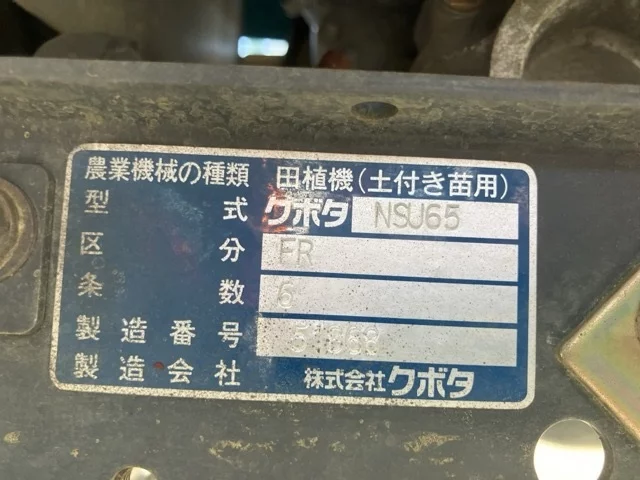 農業機械の種類 田植機(土付き苗用)
型式 クボタ NSU65
区分 FR
条数 6
製造番号
製造会社 株式会社クボタ